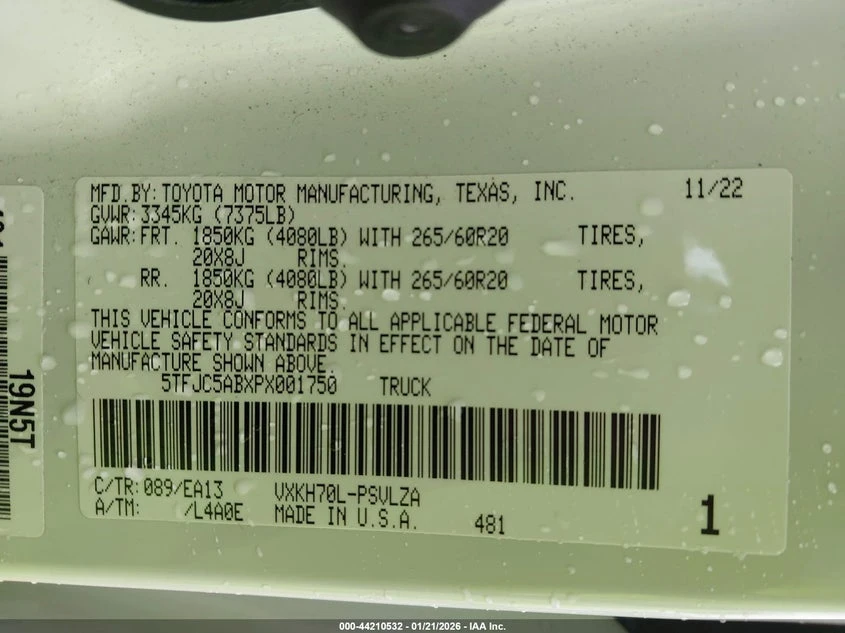 MFD.BY:TOYOTA MOTOR MANUFACTURING, TEXAS, INC. 11/22
GVWR:3345KG (7375LB)
GAWR:FRT. 1850KG (4080LB) WITH 265/60R20 TIRES,
20X8J RIMS.
RR. 1850KG (4080LB) WITH 265/60R20 TIRES,
20X8J RIMS.
THIS VEHICLE CONFORMS TO ALL APPLICABLE FEDERAL MOTOR
VEHICLE SAFETY STANDARDS IN EFFECT ON THE DATE OF
MANUFACTURE SHOWN ABOVE.
5TFJC5ABXPX001750 TRUCK
C/TR:089/EA13 VXKH70L-PSVLZA
A/TM: /L4A0E MADE IN U.S.A. 481 1
19N5T
000-44210532 - 01/21/2026 - IAA Inc.